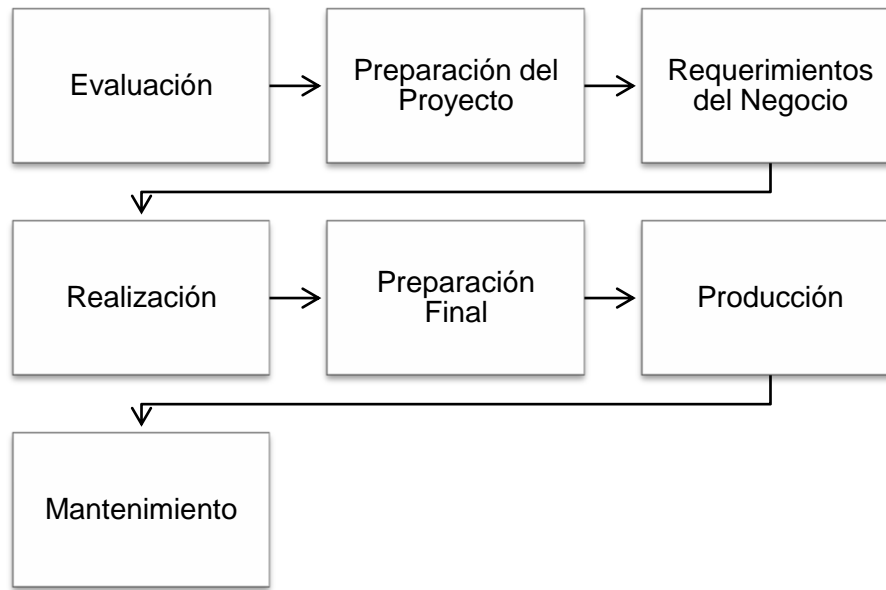 Evaluación
Preparación del
Proyecto
Requerimientos
del Negocio
Realización
Preparación
Final
Producción
Mantenimiento